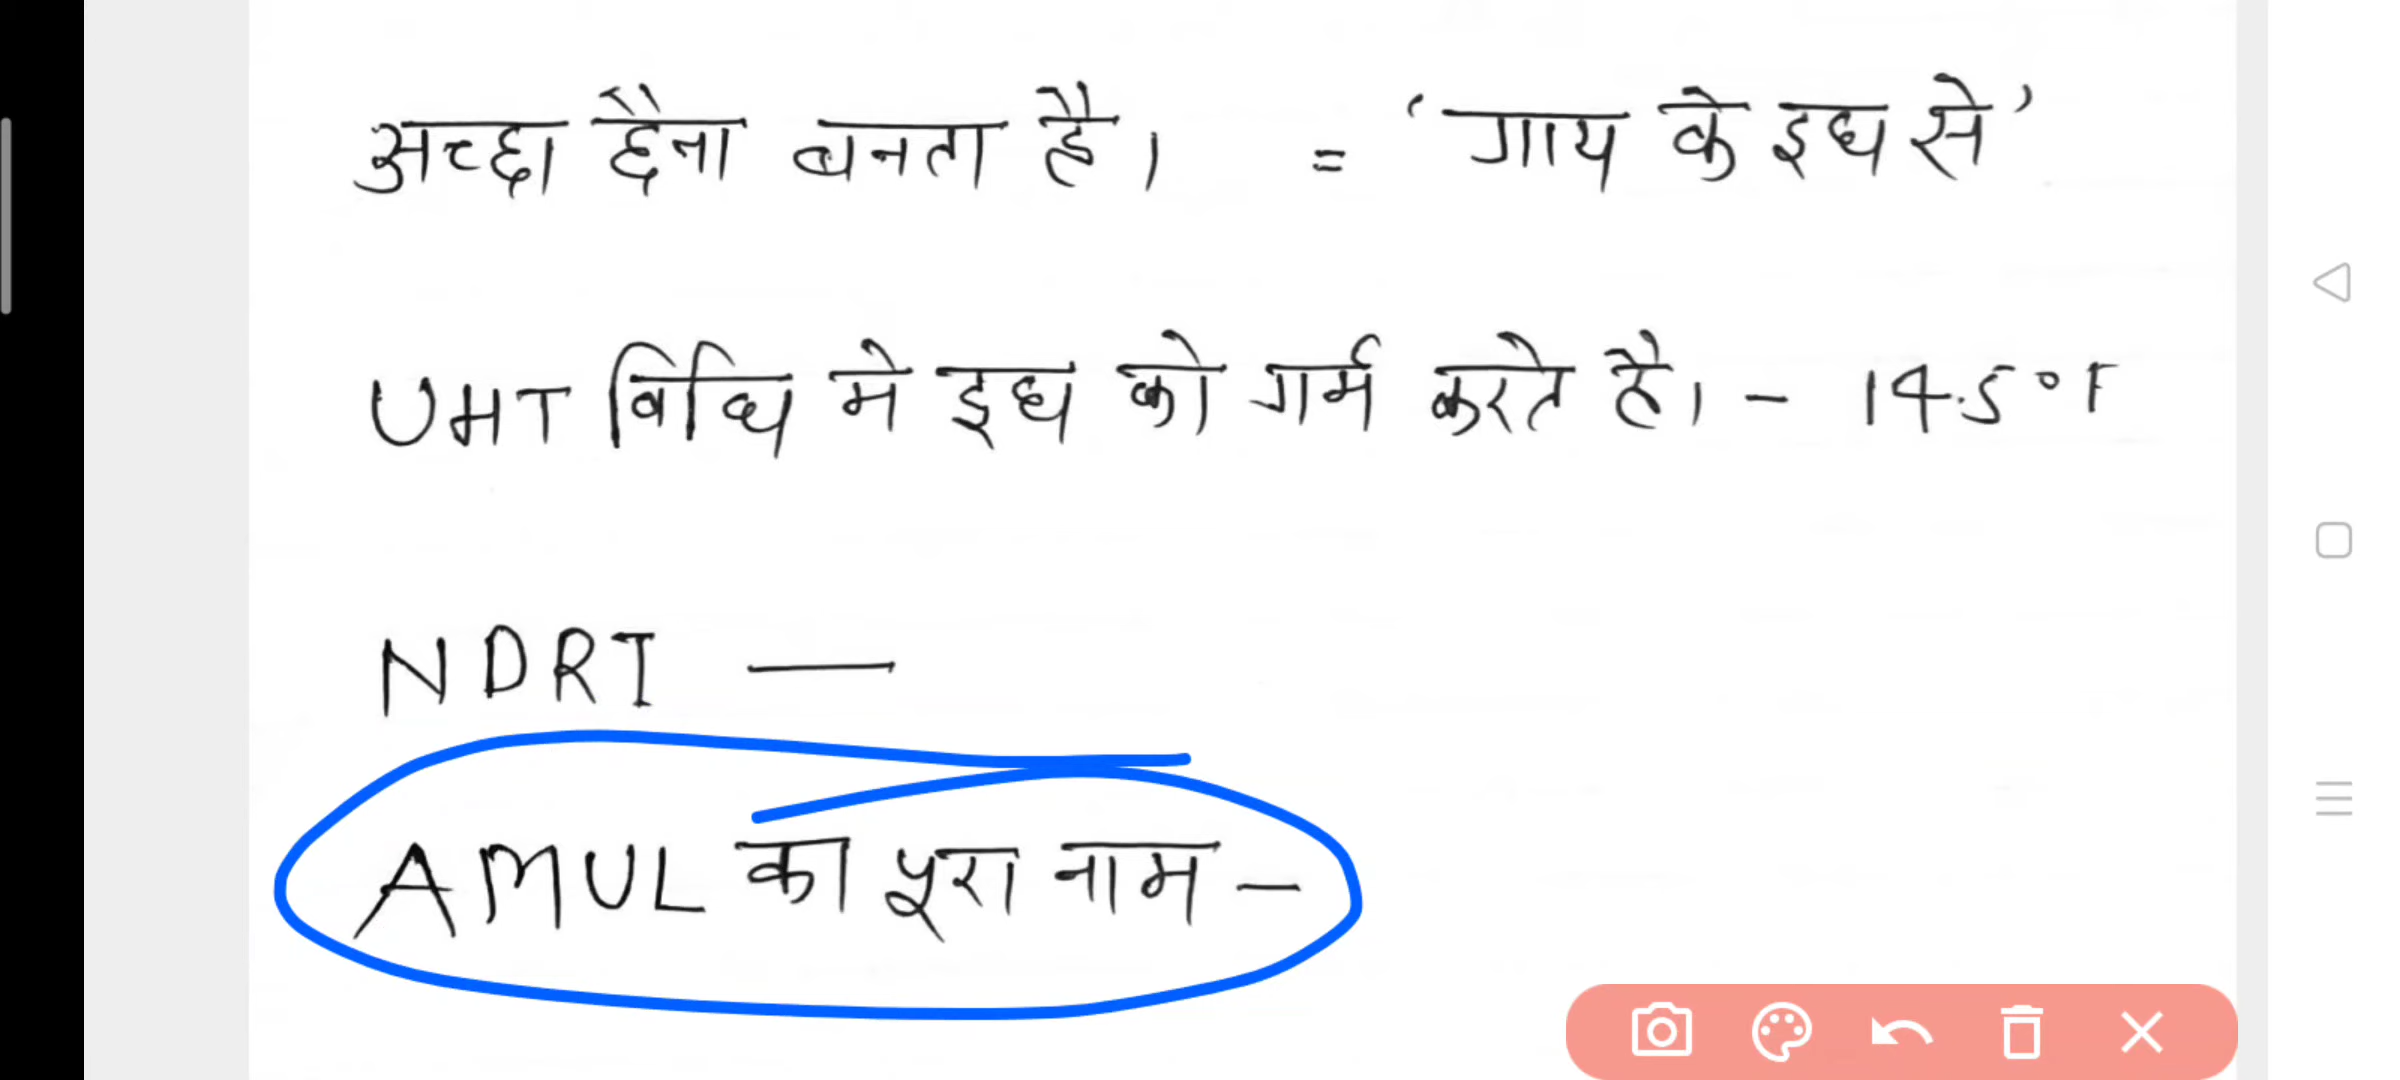 अच्छा छैना बनता है। = ‘गाय के दूध से’
UHT विधि मे दूध को गर्म करते है। - 145°F
NDRI —
AMUL का पूरा नाम -